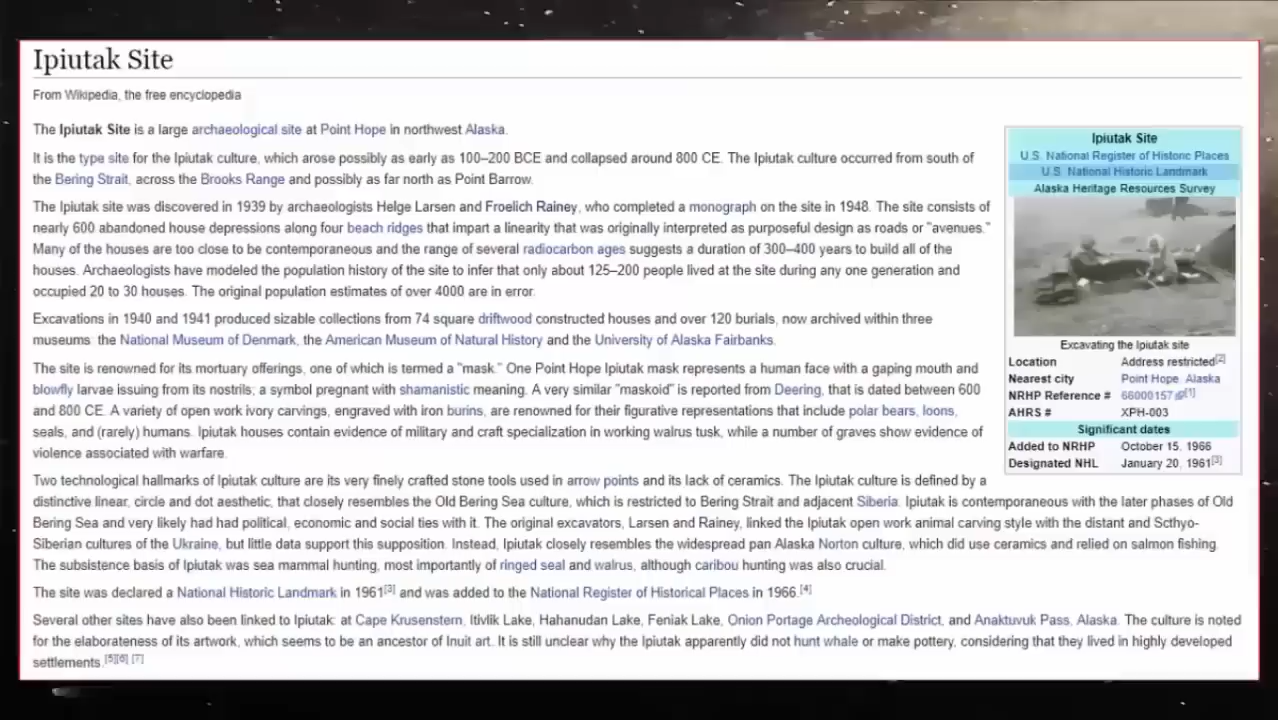 Ipiutak Site
From Wikipedia, the free encyclopedia
The Ipiutak Site is a large archaeological site at Point Hope in northwest Alaska.
It is the type site for the Ipiutak culture, which arose possibly as early as 100–200 BCE and collapsed around 800 CE. The Ipiutak culture occurred from south of
the Bering Strait, across the Brooks Range and possibly as far north as Point Barrow.
The Ipiutak site was discovered in 1939 by archaeologists Helge Larsen and Froelich Rainey, who completed a monograph on the site in 1948. The site consists of
nearly 600 abandoned house depressions along four beach ridges that impart a linearity that was originally interpreted as purposeful design as roads or "avenues."
Many of the houses are too close to be contemporaneous and the range of several radiocarbon ages suggests a duration of 300–400 years to build all of the
houses. Archaeologists have modeled the population history of the site to infer that only about 125–200 people lived at the site during any one generation and
occupied 20 to 30 houses. The original population estimates of over 4000 are in error.
Excavations in 1940 and 1941 produced sizable collections from 74 square driftwood constructed houses and over 120 burials, now archived within three
museums: the National Museum of Denmark, the American Museum of Natural History and the University of Alaska Fairbanks.
The site is renowned for its mortuary offerings, one of which is termed a "mask." One Point Hope Ipiutak mask represents a human face with a gaping mouth and
blowfly larvae issuing from its nostrils; a symbol pregnant with shamanistic meaning. A very similar "maskoid" is reported from Deering, that is dated between 600
and 800 CE. A variety of open work ivory carvings, engraved with iron burins, are renowned for their figurative representations that include polar bears, loons,
seals, and (rarely) humans. Ipiutak houses contain evidence of military and craft specialization in working walrus tusk, while a number of graves show evidence of
violence associated with warfare.
Two technological hallmarks of Ipiutak culture are its very finely crafted stone tools used in arrow points and its lack of ceramics. The Ipiutak culture is defined by a
distinctive linear, circle and dot aesthetic, that closely resembles the Old Bering Sea culture, which is restricted to Bering Strait and adjacent Siberia. Ipiutak is contemporaneous with the later phases of Old
Bering Sea and very likely had had political, economic and social ties with it. The original excavators, Larsen and Rainey, linked the Ipiutak open work animal carving style with the distant and Scthyo-
Siberian cultures of the Ukraine, but little data support this supposition. Instead, Ipiutak closely resembles the widespread pan Alaska Norton culture, which did use ceramics and relied on salmon fishing.
The subsistence basis of Ipiutak was sea mammal hunting, most importantly of ringed seal and walrus, although caribou hunting was also crucial.
The site was declared a National Historic Landmark in 1961[3] and was added to the National Register of Historical Places in 1966.[4]
Several other sites have also been linked to Ipiutak: at Cape Krusenstern, Itivlik Lake, Hahanudan Lake, Feniak Lake, Onion Portage Archeological District, and Anaktuvuk Pass, Alaska. The culture is noted
for the elaborateness of its artwork, which seems to be an ancestor of Inuit art. It is still unclear why the Ipiutak apparently did not hunt whale or make pottery, considering that they lived in highly developed
settlements.[5][6] [7]
Ipiutak Site
U.S. National Register of Historic Places
U.S. National Historic Landmark
Alaska Heritage Resources Survey
Excavating the Ipiutak site
Location Address restricted[2]
Nearest city Point Hope, Alaska
NRHP Reference # 66000157[1]
AHRS # XPH-003
Significant dates
Added to NRHP October 15, 1966
Designated NHL January 20, 1961[3]